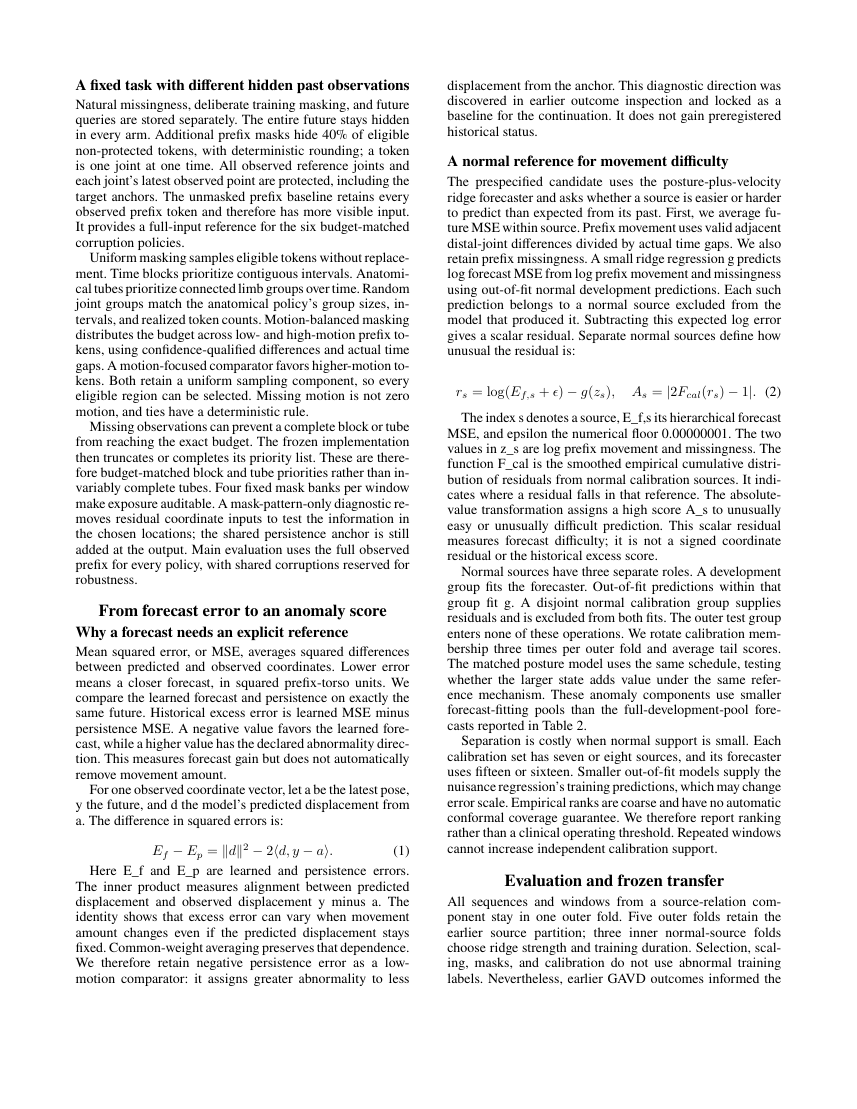 A fixed task with different hidden past observations
Natural missingness, deliberate training masking, and future
queries are stored separately. The entire future stays hidden
in every arm. Additional prefix masks hide 40% of eligible
non-protected tokens, with deterministic rounding; a token
is one joint at one time. All observed reference joints and
each joint's latest observed point are protected, including the
target anchors. The unmasked prefix baseline retains every
observed prefix token and therefore has more visible input.
It provides a full-input reference for the six budget-matched
corruption policies.
Uniform masking samples eligible tokens without replace-
ment. Time blocks prioritize contiguous intervals. Anatomi-
cal tubes prioritize connected limb groups over time. Random
joint groups match the anatomical policy's group sizes, in-
tervals, and realized token counts. Motion-balanced masking
distributes the budget across low- and high-motion prefix to-
kens, using confidence-qualified differences and actual time
gaps. A motion-focused comparator favors higher-motion to-
kens. Both retain a uniform sampling component, so every
eligible region can be selected. Missing motion is not zero
motion, and ties have a deterministic rule.
Missing observations can prevent a complete block or tube
from reaching the exact budget. The frozen implementation
then truncates or completes its priority list. These are there-
fore budget-matched block and tube priorities rather than in-
variably complete tubes. Four fixed mask banks per window
make exposure auditable. A mask-pattern-only diagnostic re-
moves residual coordinate inputs to test the information in
the chosen locations; the shared persistence anchor is still
added at the output. Main evaluation uses the full observed
prefix for every policy, with shared corruptions reserved for
robustness.
From forecast error to an anomaly score
Why a forecast needs an explicit reference
Mean squared error, or MSE, averages squared differences
between predicted and observed coordinates. Lower error
means a closer forecast, in squared prefix-torso units. We
compare the learned forecast and persistence on exactly the
same future. Historical excess error is learned MSE minus
persistence MSE. A negative value favors the learned fore-
cast, while a higher value has the declared abnormality direc-
tion. This measures forecast gain but does not automatically
remove movement amount.
For one observed coordinate vector, let a be the latest pose,
y the future, and d the model's predicted displacement from
a. The difference in squared errors is:
E_f − E_p = ‖d‖² − 2⟨d, y − a⟩. (1)
Here E_f and E_p are learned and persistence errors.
The inner product measures alignment between predicted
displacement and observed displacement y minus a. The
identity shows that excess error can vary when movement
amount changes even if the predicted displacement stays
fixed. Common-weight averaging preserves that dependence.
We therefore retain negative persistence error as a low-
motion comparator: it assigns greater abnormality to less
displacement from the anchor. This diagnostic direction was
discovered in earlier outcome inspection and locked as a
baseline for the continuation. It does not gain preregistered
historical status.
A normal reference for movement difficulty
The prespecified candidate uses the posture-plus-velocity
ridge forecaster and asks whether a source is easier or harder
to predict than expected from its past. First, we average fu-
ture MSE within source. Prefix movement uses valid adjacent
distal-joint differences divided by actual time gaps. We also
retain prefix missingness. A small ridge regression g predicts
log forecast MSE from log prefix movement and missingness
using out-of-fit normal development predictions. Each such
prediction belongs to a normal source excluded from the
model that produced it. Subtracting this expected log error
gives a scalar residual. Separate normal sources define how
unusual the residual is:
r_s = log(E_{f,s} + ϵ) − g(z_s), A_s = |2F_{cal}(r_s) − 1|. (2)
The index s denotes a source, E_f,s its hierarchical forecast
MSE, and epsilon the numerical floor 0.00000001. The two
values in z_s are log prefix movement and missingness. The
function F_cal is the smoothed empirical cumulative distri-
bution of residuals from normal calibration sources. It indi-
cates where a residual falls in that reference. The absolute-
value transformation assigns a high score A_s to unusually
easy or unusually difficult prediction. This scalar residual
measures forecast difficulty; it is not a signed coordinate
residual or the historical excess score.
Normal sources have three separate roles. A development
group fits the forecaster. Out-of-fit predictions within that
group fit g. A disjoint normal calibration group supplies
residuals and is excluded from both fits. The outer test group
enters none of these operations. We rotate calibration mem-
bership three times per outer fold and average tail scores.
The matched posture model uses the same schedule, testing
whether the larger state adds value under the same refer-
ence mechanism. These anomaly components use smaller
forecast-fitting pools than the full-development-pool fore-
casts reported in Table 2.
Separation is costly when normal support is small. Each
calibration set has seven or eight sources, and its forecaster
uses fifteen or sixteen. Smaller out-of-fit models supply the
nuisance regression's training predictions, which may change
error scale. Empirical ranks are coarse and have no automatic
conformal coverage guarantee. We therefore report ranking
rather than a clinical operating threshold. Repeated windows
cannot increase independent calibration support.
Evaluation and frozen transfer
All sequences and windows from a source-relation com-
ponent stay in one outer fold. Five outer folds retain the
earlier source partition; three inner normal-source folds
choose ridge strength and training duration. Selection, scal-
ing, masks, and calibration do not use abnormal training
labels. Nevertheless, earlier GAVD outcomes informed the